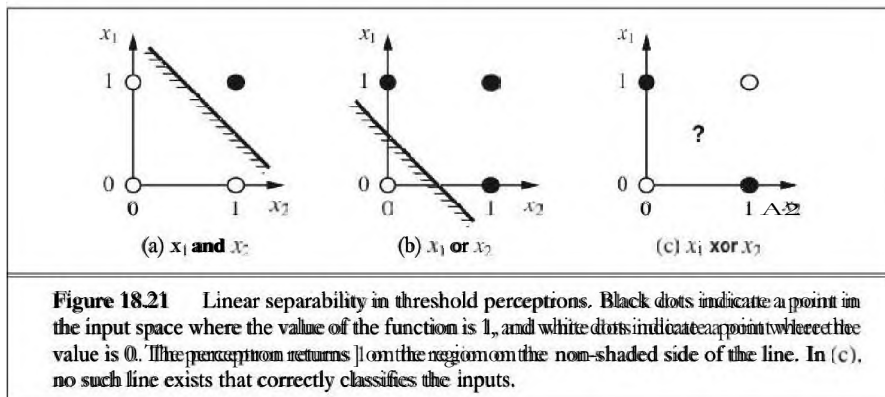 x1 x1 x1
1 1 1
?
0 0 0
0 1 x2 0 1 x2 0 1
(a) x1 and x2 (b) x1 or x2 (c) x1 xor x2
Figure 18.21 Linear separability in threshold perceptions. Black dots indicate a point in
the input space where the value of the function is 1, and white dots indicate a point where the
value is 0. The perceptron returns 1 on the region on the non-shaded side of the line. In (c),
no such line exists that correctly classifies the inputs.